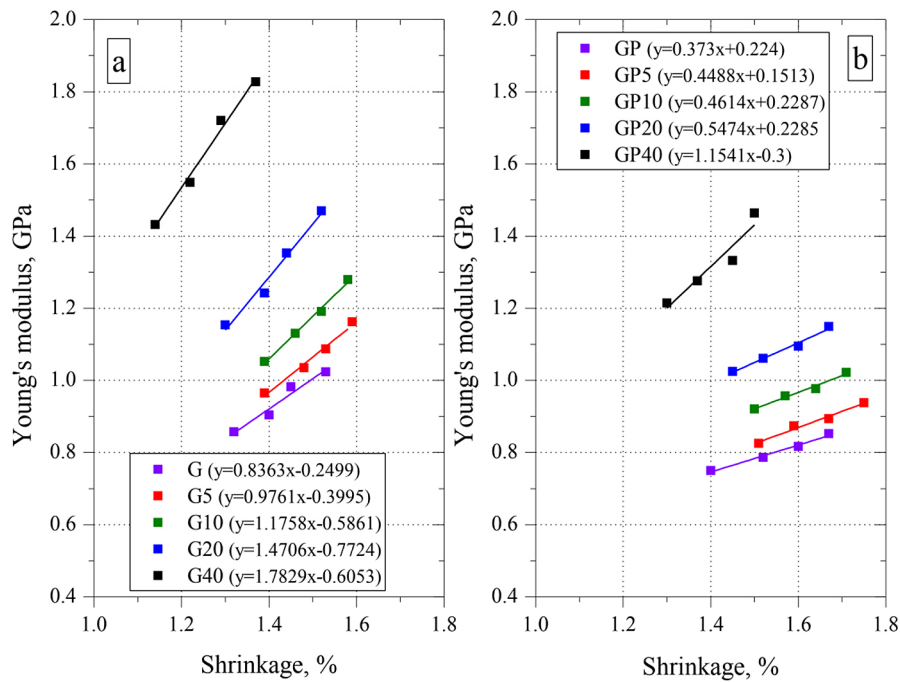 a
Young's modulus, GPa
2.0
1.8
1.6
1.4
1.2
1.0
0.8
0.6
0.4
G (y=0.8363x-0.2499)
G5 (y=0.9761x-0.3995)
G10 (y=1.1758x-0.5861)
G20 (y=1.4706x-0.7724)
G40 (y=1.7829x-0.6053)
1.0 1.2 1.4 1.6 1.8
Shrinkage, %
b
Young's modulus, GPa
2.0
1.8
1.6
1.4
1.2
1.0
0.8
0.6
0.4
GP (y=0.373x+0.224)
GP5 (y=0.4488x+0.1513)
GP10 (y=0.4614x+0.2287)
GP20 (y=0.5474x+0.2285
GP40 (y=1.1541x-0.3)
1.0 1.2 1.4 1.6 1.8
Shrinkage, %